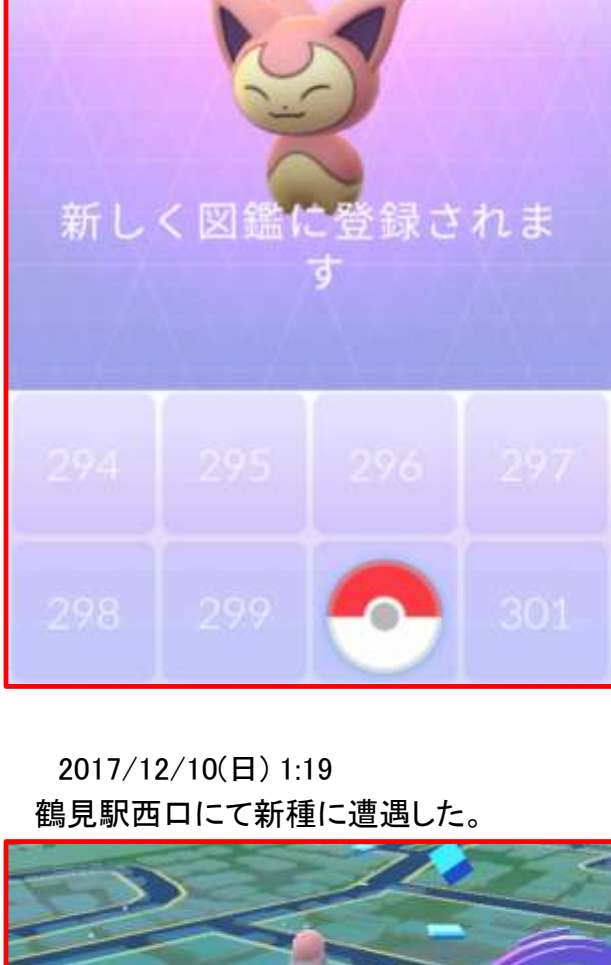 新しく図鑑に登録されま
す
294 295 296 297
298 299 301
2017/12/10(日) 1:19
鶴見駅西口にて新種に遭遇した。